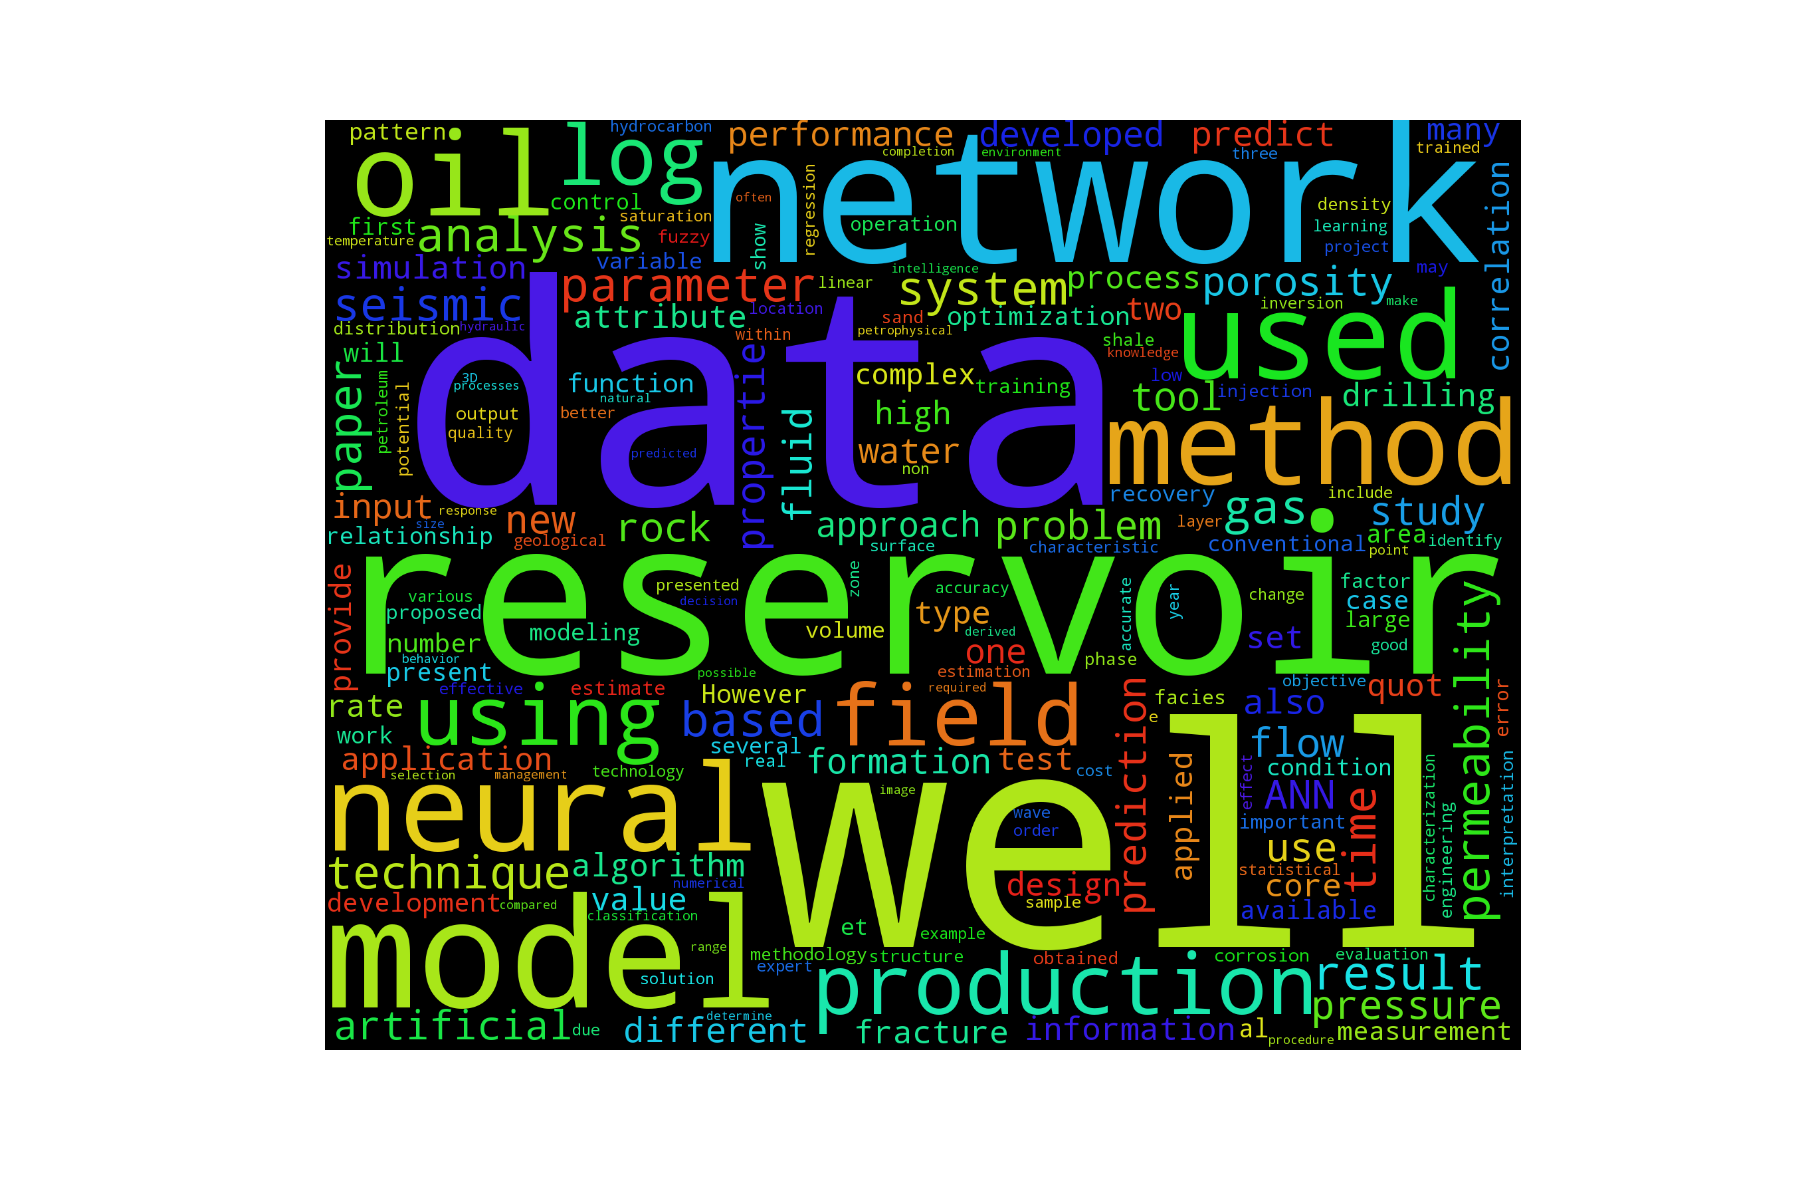 pattern
hydrocarbon
performance
developed
predict
many
oil
log
network
completion
environment
three
trained
control
regression
often
correlation
first
saturation
operation
density
learning
temperature
analysis
fuzzy
show
project
simulation
variable
intelligence
process
porosity
may
seismic
parameter
linear
system
inversion
make
data
used
distribution
hydraulic
attribute
location
sand
optimization
two
within
petrophysical
shale
knowledge
will
paper
petroleum
potential
3D
processes
function
natural
propertie
complex
training
low
tool
injection
drilling
output
better
high
fluid
quality
predicted
water
non
method
input
response
recovery
include
size
new
rock
approach
problem
layer
gas
study
relationship
geological
surface
characteristic
conventional
area
identify
point
reservoir
provide
various
presented
zone
accuracy
accurate
year
change
factor
case
proposed
decision
type
large
permeability
number
modeling
volume
derived
set
good
behavior
one
phase
present
possible
estimation
effective
estimate
However
required
objective
quot
error
rate
using
based
field
prediction
facies
also
e
work
several
flow
application
real
formation
test
cost
condition
selection
management
technology
neural
well
image
applied
effect
ANN
time
characterization
interpretation
wave
important
order
engineering
technique
algorithm
use
statistical
numerical
design
core
development
compared
value
sample
available
classification
model
et
example
range
methodology
structure
obtained
corrosion
evaluation
expert
solution
production
result
pressure
artificial
due
determine
different
fracture
information
al
procedure
measurement